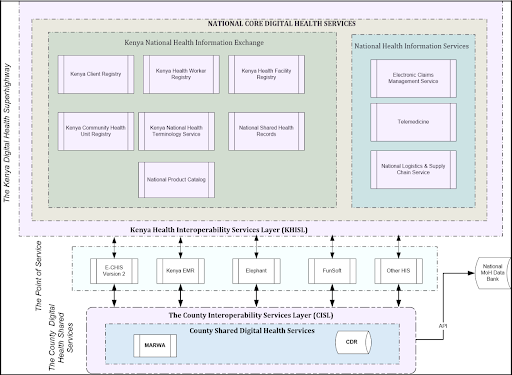 The Kenya Digital Health Superhighway
NATIONAL CORE DIGITAL HEALTH SERVICES
Kenya National Health Information Exchange
Kenya Client Registry
Kenya Health Worker
Registry
Kenya Health Facility
Registry
Kenya Community Health
Unit Registry
Kenya National Health
Terminology Service
National Shared Health
Records
National Product Catalog
National Health Information Services
Electronic Claims
Management Service
Telemedicine
National Logistics & Supply
Chain Service
Kenya Health Interoperability Services Layer (KHISL)
The Point of Service
E-CHIS
Version 2
Kenya EMR
Elephant
FunSoft
Other HIS
National
MoH Data
Bank
API
The County Digital
Health Shared
Services
The County Interoperability Services Layer (CISL)
County Shared Digital Health Services
MARWA
CDR